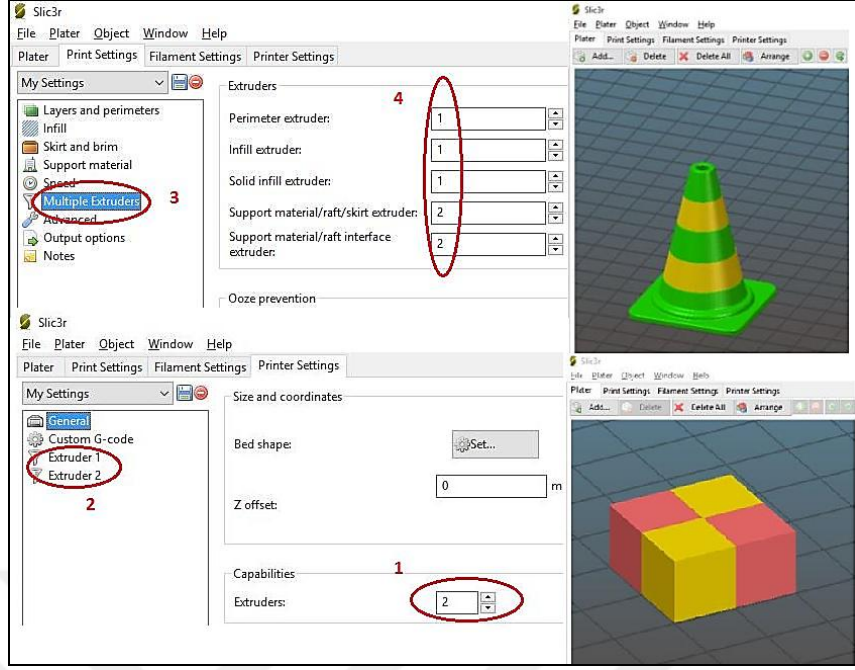 Slic3r
File Plater Object Window Help
Plater Print Settings Filament Settings Printer Settings
My Settings
Layers and perimeters
Infill
Skirt and brim
Support material
Speed
Multiple Extruders
Advanced
Output options
Notes
3
Extruders
4
Perimeter extruder: 1
Infill extruder: 1
Solid infill extruder: 1
Support material/raft/skirt extruder: 2
Support material/raft interface
extruder: 2
Ooze prevention
Slic3r
File Plater Object Window Help
Plater Print Settings Filament Settings Printer Settings
Add... Delete Delete All Arrange
Slic3r
File Plater Object Window Help
Plater Print Settings Filament Settings Printer Settings
My Settings
General
Custom G-code
Extruder 1
Extruder 2
2
Size and coordinates
Bed shape: Set...
0 m
Z offset:
Capabilities
1
Extruders: 2
Slic3r
File Plater Object Window Help
Plater Print Settings Filament Settings Printer Settings
Add... Delete Delete All Arrange